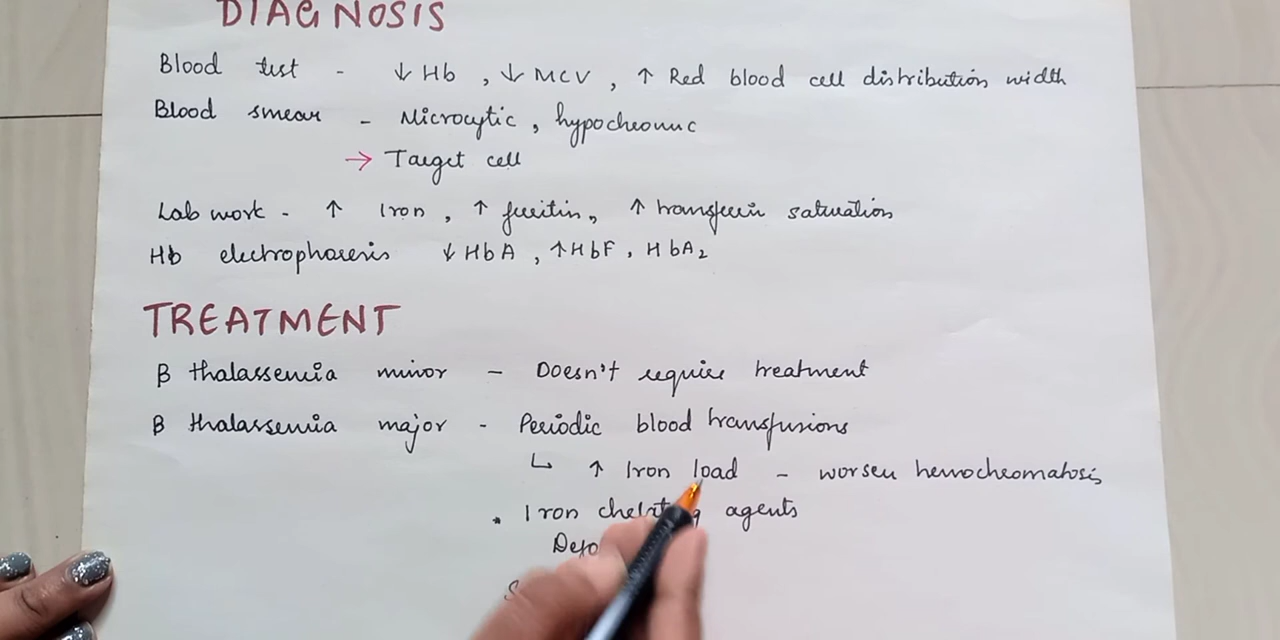 DIAGNOSIS
Blood test - ↓ Hb , ↓ MCV , ↑ Red blood cell distribution width
Blood smear - Microcytic , hypochromic
→ Target cell
Lab work - ↑ Iron , ↑ ferritin, ↑ transferrin saturation
Hb electrophoresis ↓ HbA , ↑HbF , HbA₂
TREATMENT
β thalassemia minor - Doesn't require treatment
β thalassemia major - Periodic blood transfusions
↳ ↑ Iron load - worsen hemochromatosis
* Iron agents